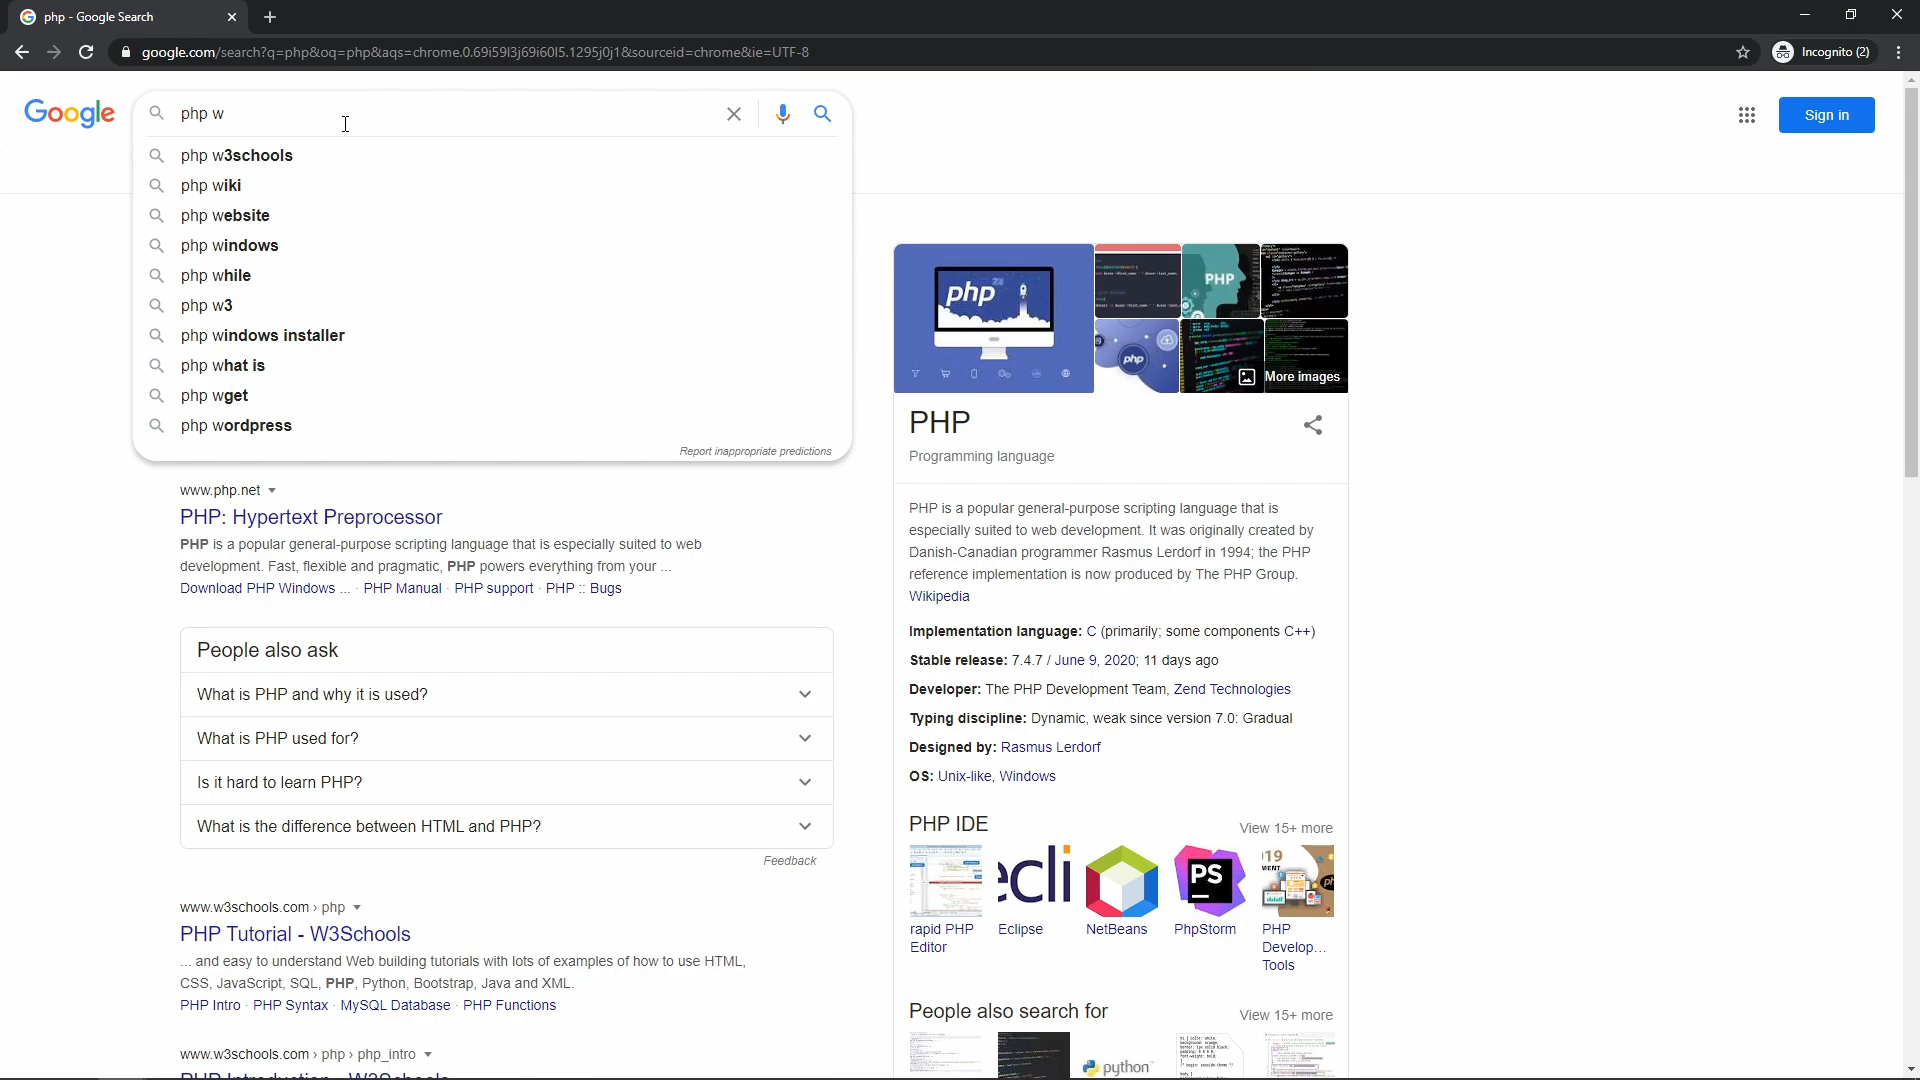 php - Google Search
google.com/search?q=php&oq=php&aqs=chrome.0.69i59l3j69i60l5.1295j0j1&sourceid=chrome&ie=UTF-8
Incognito (2)
Google
php w
Sign in
php w3schools
php wiki
php website
php windows
php while
php w3
php windows installer
php what is
php wget
php wordpress
Report inappropriate predictions
www.php.net
PHP: Hypertext Preprocessor
PHP is a popular general-purpose scripting language that is especially suited to web
development. Fast, flexible and pragmatic, PHP powers everything from your ...
Download PHP Windows ... · PHP Manual · PHP support · PHP :: Bugs
People also ask
What is PHP and why it is used?
What is PHP used for?
Is it hard to learn PHP?
What is the difference between HTML and PHP?
Feedback
www.w3schools.com › php
PHP Tutorial - W3Schools
... and easy to understand Web building tutorials with lots of examples of how to use HTML,
CSS, JavaScript, SQL, PHP, Python, Bootstrap, Java and XML.
PHP Intro · PHP Syntax · MySQL Database · PHP Functions
www.w3schools.com › php › php_intro
PHP Introduction - W3Schools
php
PHP
php
More images
PHP
Programming language
PHP is a popular general-purpose scripting language that is
especially suited to web development. It was originally created by
Danish-Canadian programmer Rasmus Lerdorf in 1994; the PHP
reference implementation is now produced by The PHP Group.
Wikipedia
Implementation language: C (primarily; some components C++)
Stable release: 7.4.7 / June 9, 2020; 11 days ago
Developer: The PHP Development Team, Zend Technologies
Typing discipline: Dynamic, weak since version 7.0: Gradual
Designed by: Rasmus Lerdorf
OS: Unix-like, Windows
PHP IDE
View 15+ more
ecli
PS
19
MENT
rapid PHP
Editor
Eclipse
NetBeans
PhpStorm
PHP
Develop...
Tools
People also search for
View 15+ more
python